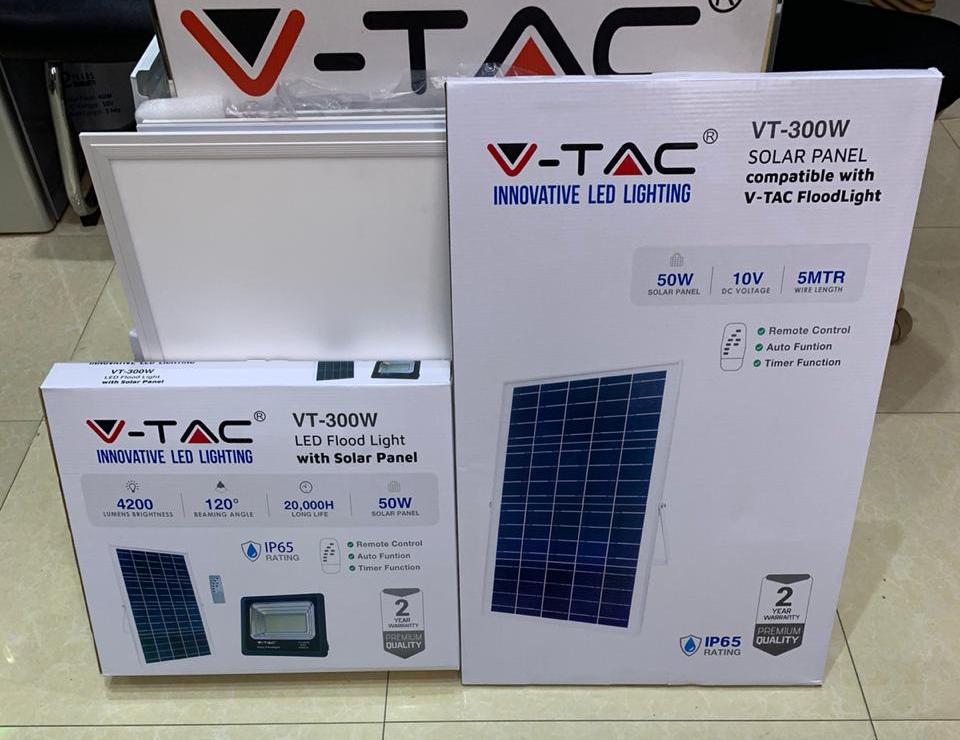 V-TAC®
V-TAC®
INNOVATIVE LED LIGHTING
VT-300W
SOLAR PANEL
compatible with
V-TAC FloodLight
50W
SOLAR PANEL
10V
DC VOLTAGE
5MTR
WIRE LENGTH
Remote Control
Auto Funtion
Timer Function
2
YEAR
WARRANTY
PREMIUM
QUALITY
IP65
RATING
INNOVATIVE LED LIGHTING
VT-300W
LED Flood Light
with Solar Panel
V-TAC®
INNOVATIVE LED LIGHTING
VT-300W
LED Flood Light
with Solar Panel
4200
LUMENS BRIGHTNESS
120°
BEAMING ANGLE
20,000H
LONG LIFE
50W
SOLAR PANEL
IP65
RATING
Remote Control
Auto Funtion
Timer Function
V-TAC
2
YEAR
WARRANTY
PREMIUM
QUALITY